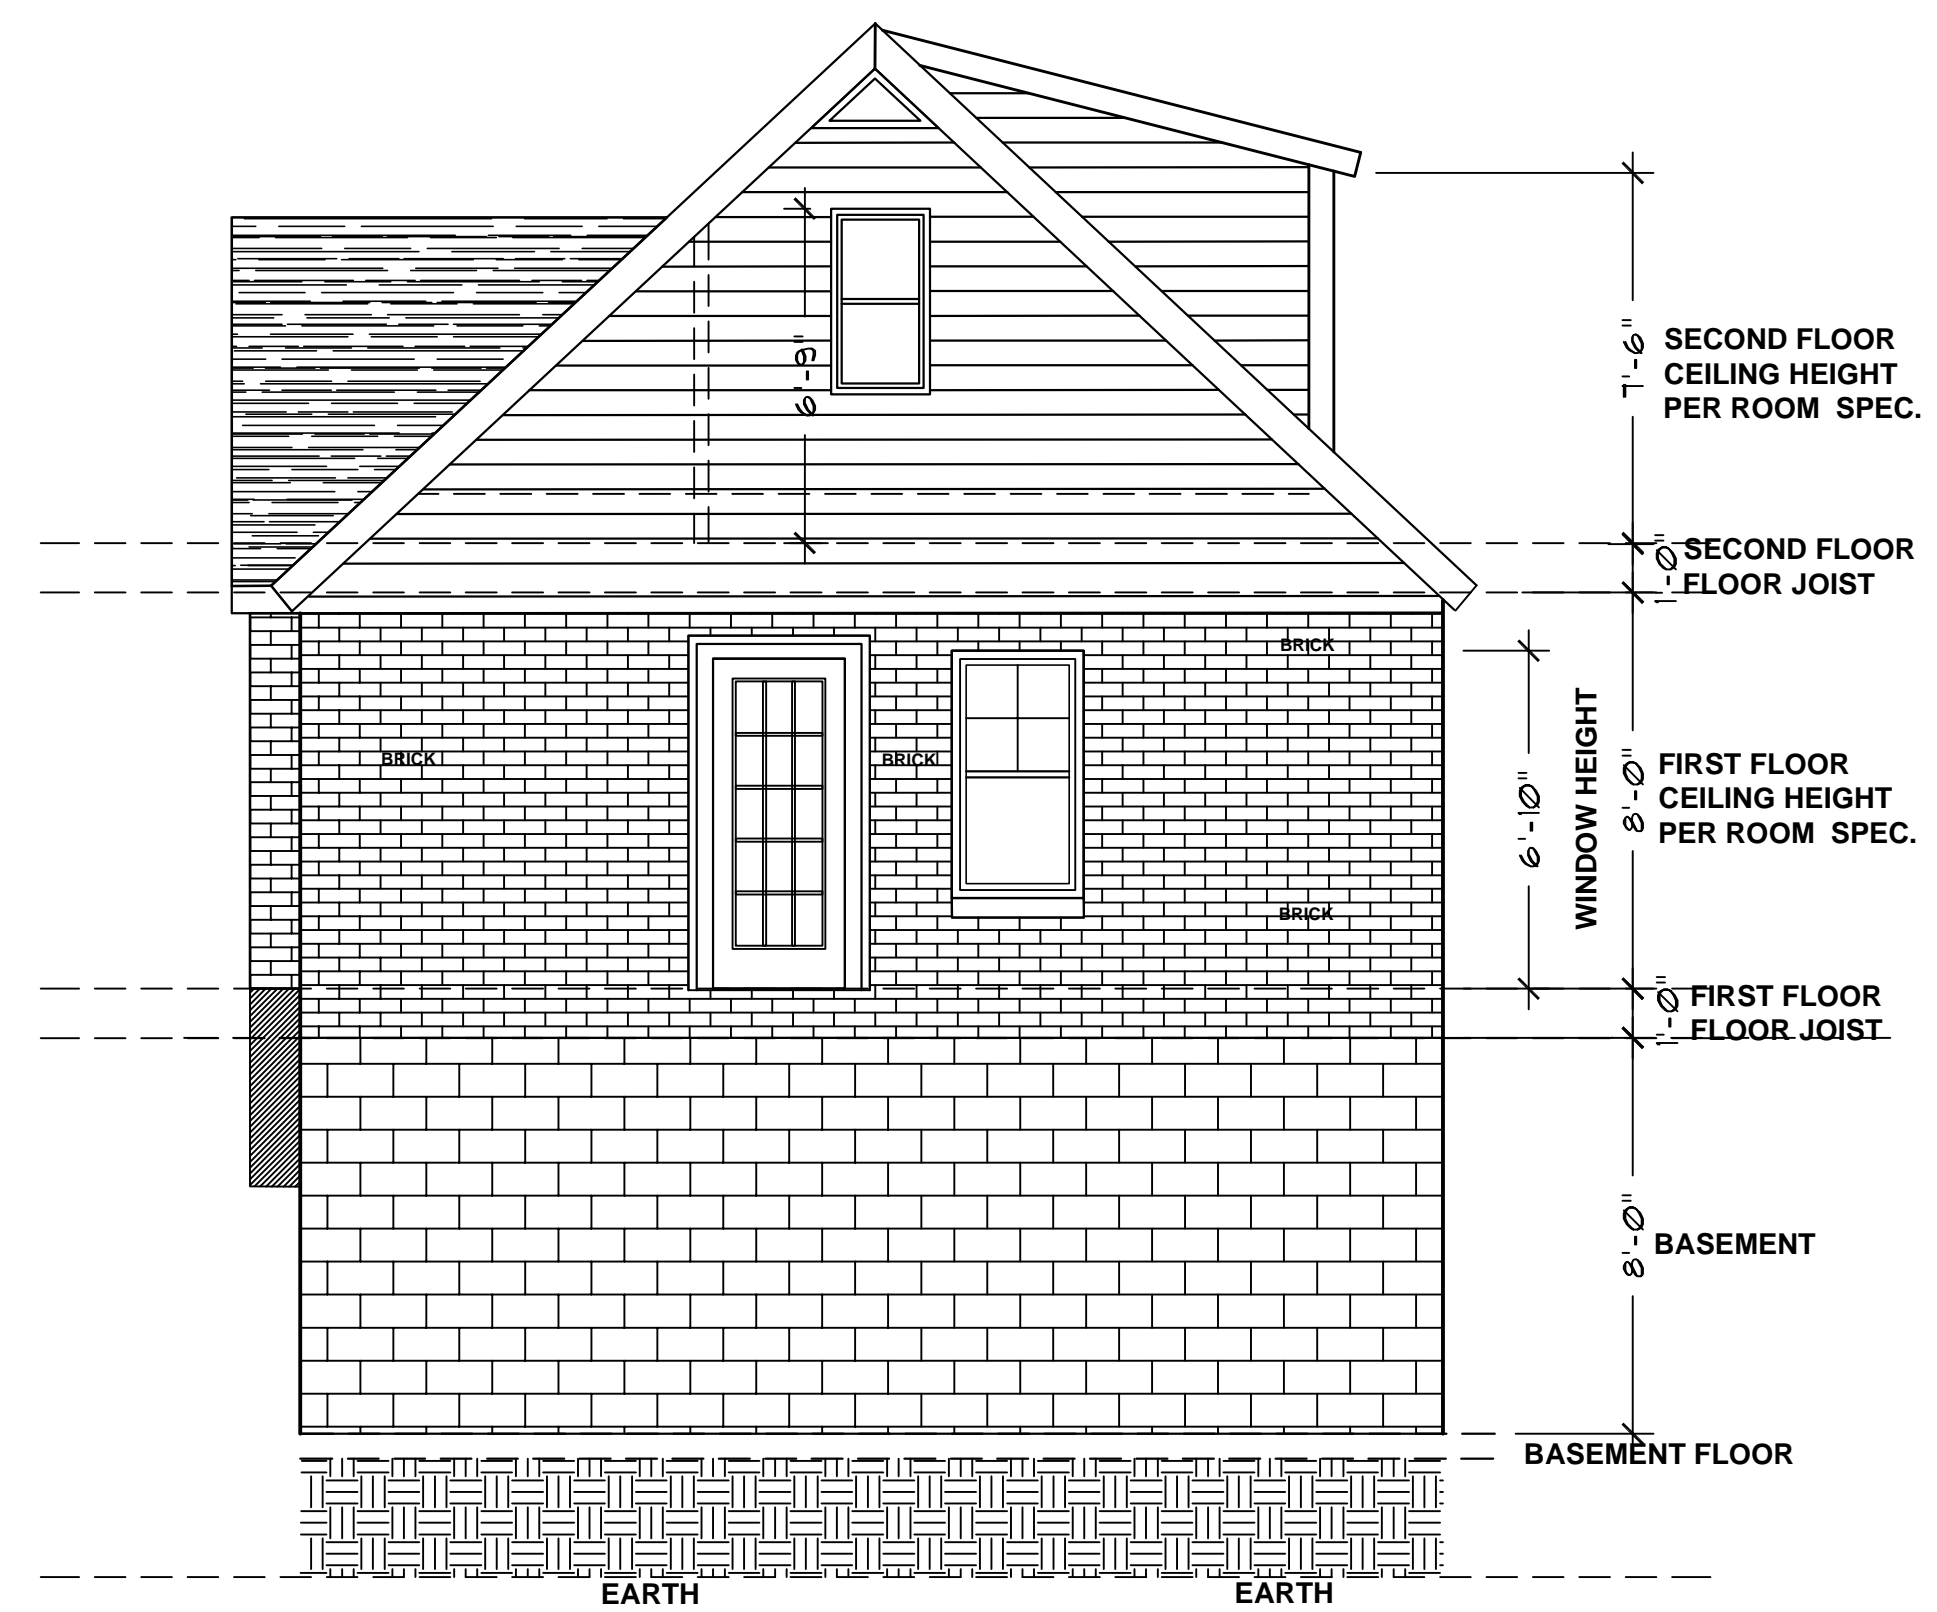 7'-6"
SECOND FLOOR
CEILING HEIGHT
PER ROOM SPEC.
6'-9"
1'-0"
SECOND FLOOR
FLOOR JOIST
BRICK
BRICK
BRICK
BRICK
6'-10"
WINDOW HEIGHT
8'-0"
FIRST FLOOR
CEILING HEIGHT
PER ROOM SPEC.
1'-0"
FIRST FLOOR
FLOOR JOIST
8'-0"
BASEMENT
BASEMENT FLOOR
EARTH
EARTH